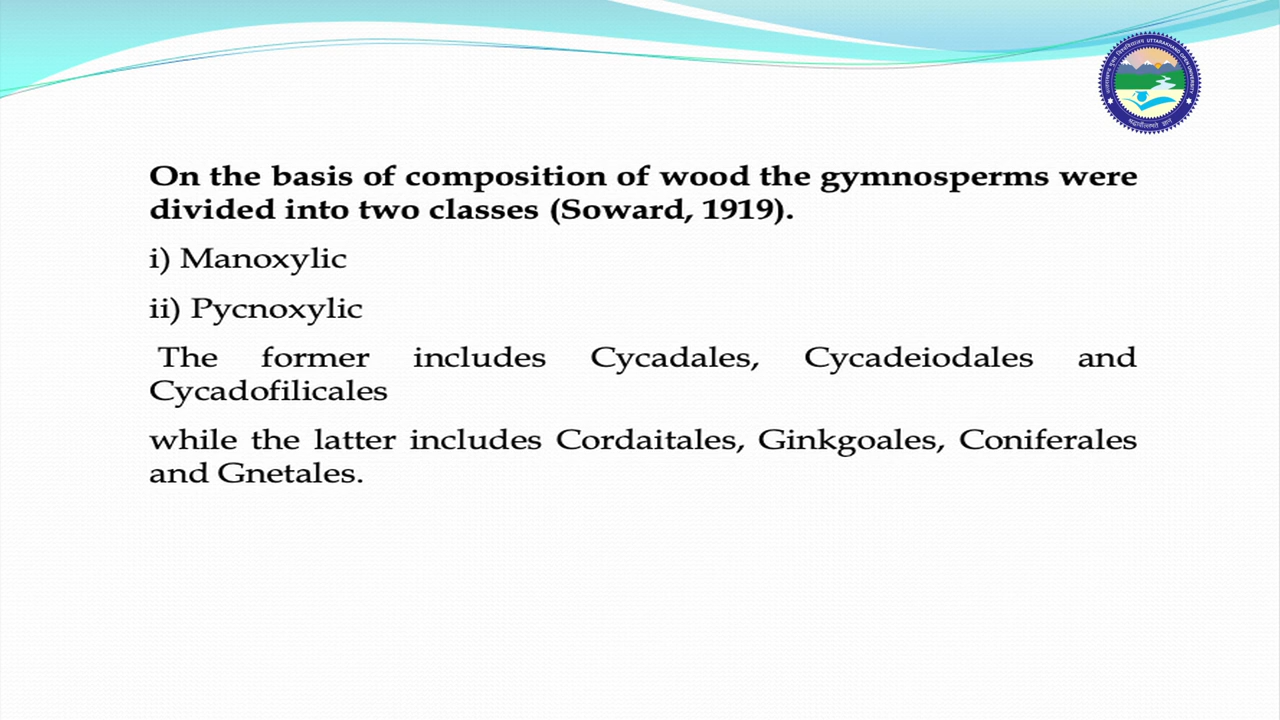 On the basis of composition of wood the gymnosperms were
divided into two classes (Soward, 1919).
i) Manoxylic
ii) Pycnoxylic
The former includes Cycadales, Cycadeiodales and
Cycadofilicales
while the latter includes Cordaitales, Ginkgoales, Coniferales
and Gnetales.